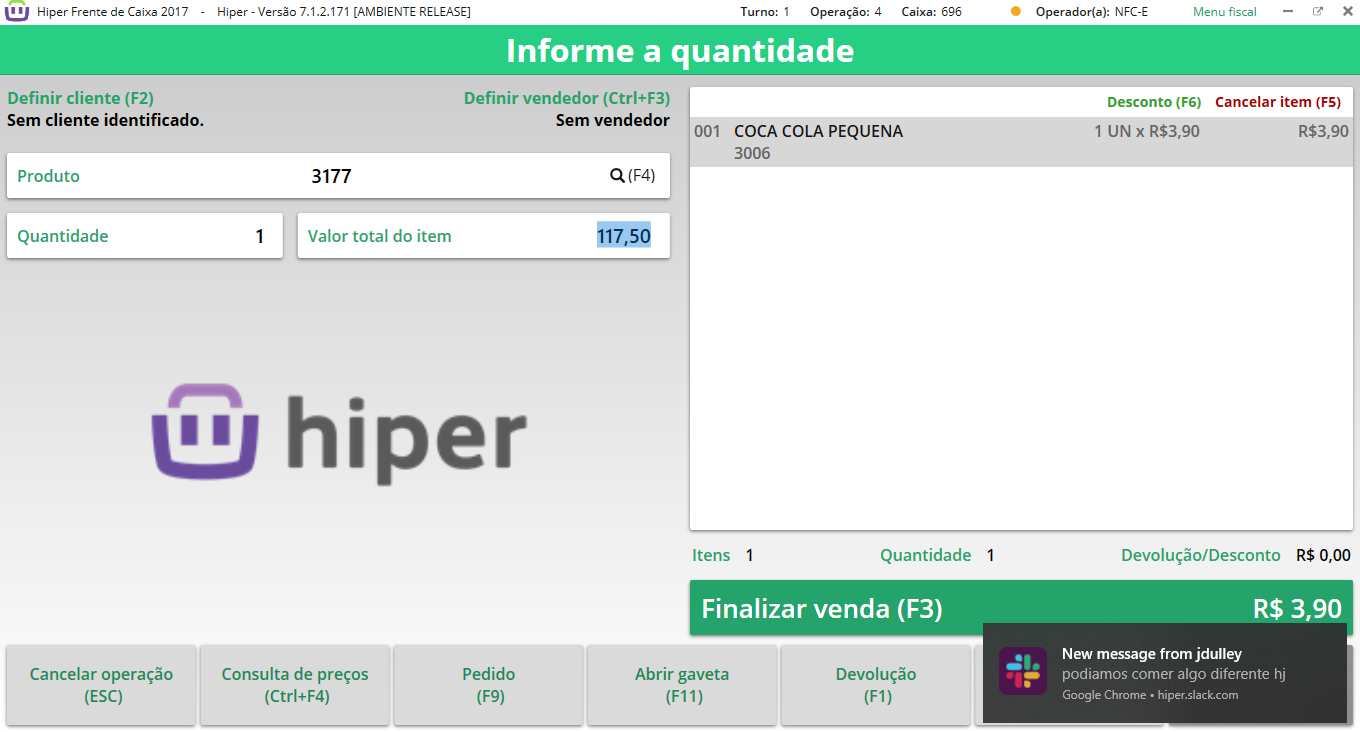 Hiper Frente de Caixa 2017 - Hiper - Versão 7.1.2.171 [AMBIENTE RELEASE] Turno: 1 Operação: 4 Caixa: 696 Operador(a): NFC-E Menu fiscal
Informe a quantidade
Definir cliente (F2) Definir vendedor (Ctrl+F3)
Sem cliente identificado. Sem vendedor
Produto 3177 (F4)
Quantidade 1 Valor total do item 117,50
hiper
Desconto (F6) Cancelar item (F5)
001 COCA COLA PEQUENA 1 UN x R$3,90 R$3,90
3006
Itens 1 Quantidade 1 Devolução/Desconto R$ 0,00
Finalizar venda (F3) R$ 3,90
Cancelar operação
(ESC)
Consulta de preços
(Ctrl+F4)
Pedido
(F9)
Abrir gaveta
(F11)
Devolução
(F1)
New message from jdulley
podiamos comer algo diferente hj
Google Chrome • hiper.slack.com